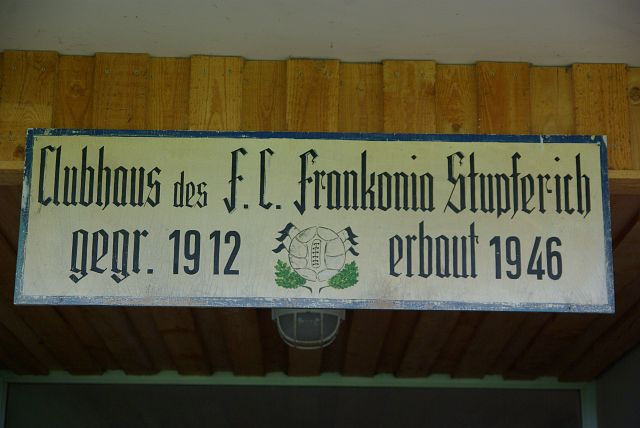 Clubhaus des F.C. Frankonia Stupferich
gegr. 1912 erbaut 1946